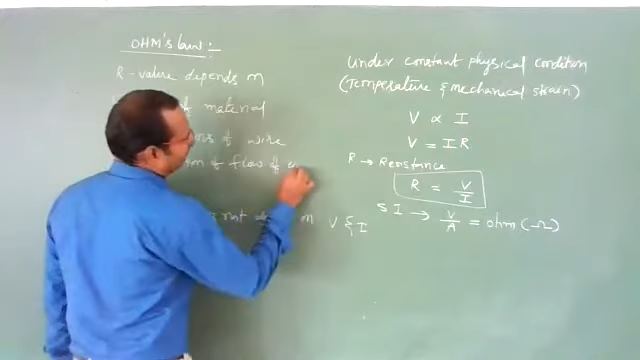 OHM'S law :-
R - value depends on
of material
of wire
of flow of
not on V & I
Under constant physical condition
(Temperature & mechanical strain)
V ∝ I
V = IR
R → Resistance
R = V/I
SI → V/A = ohm (Ω)